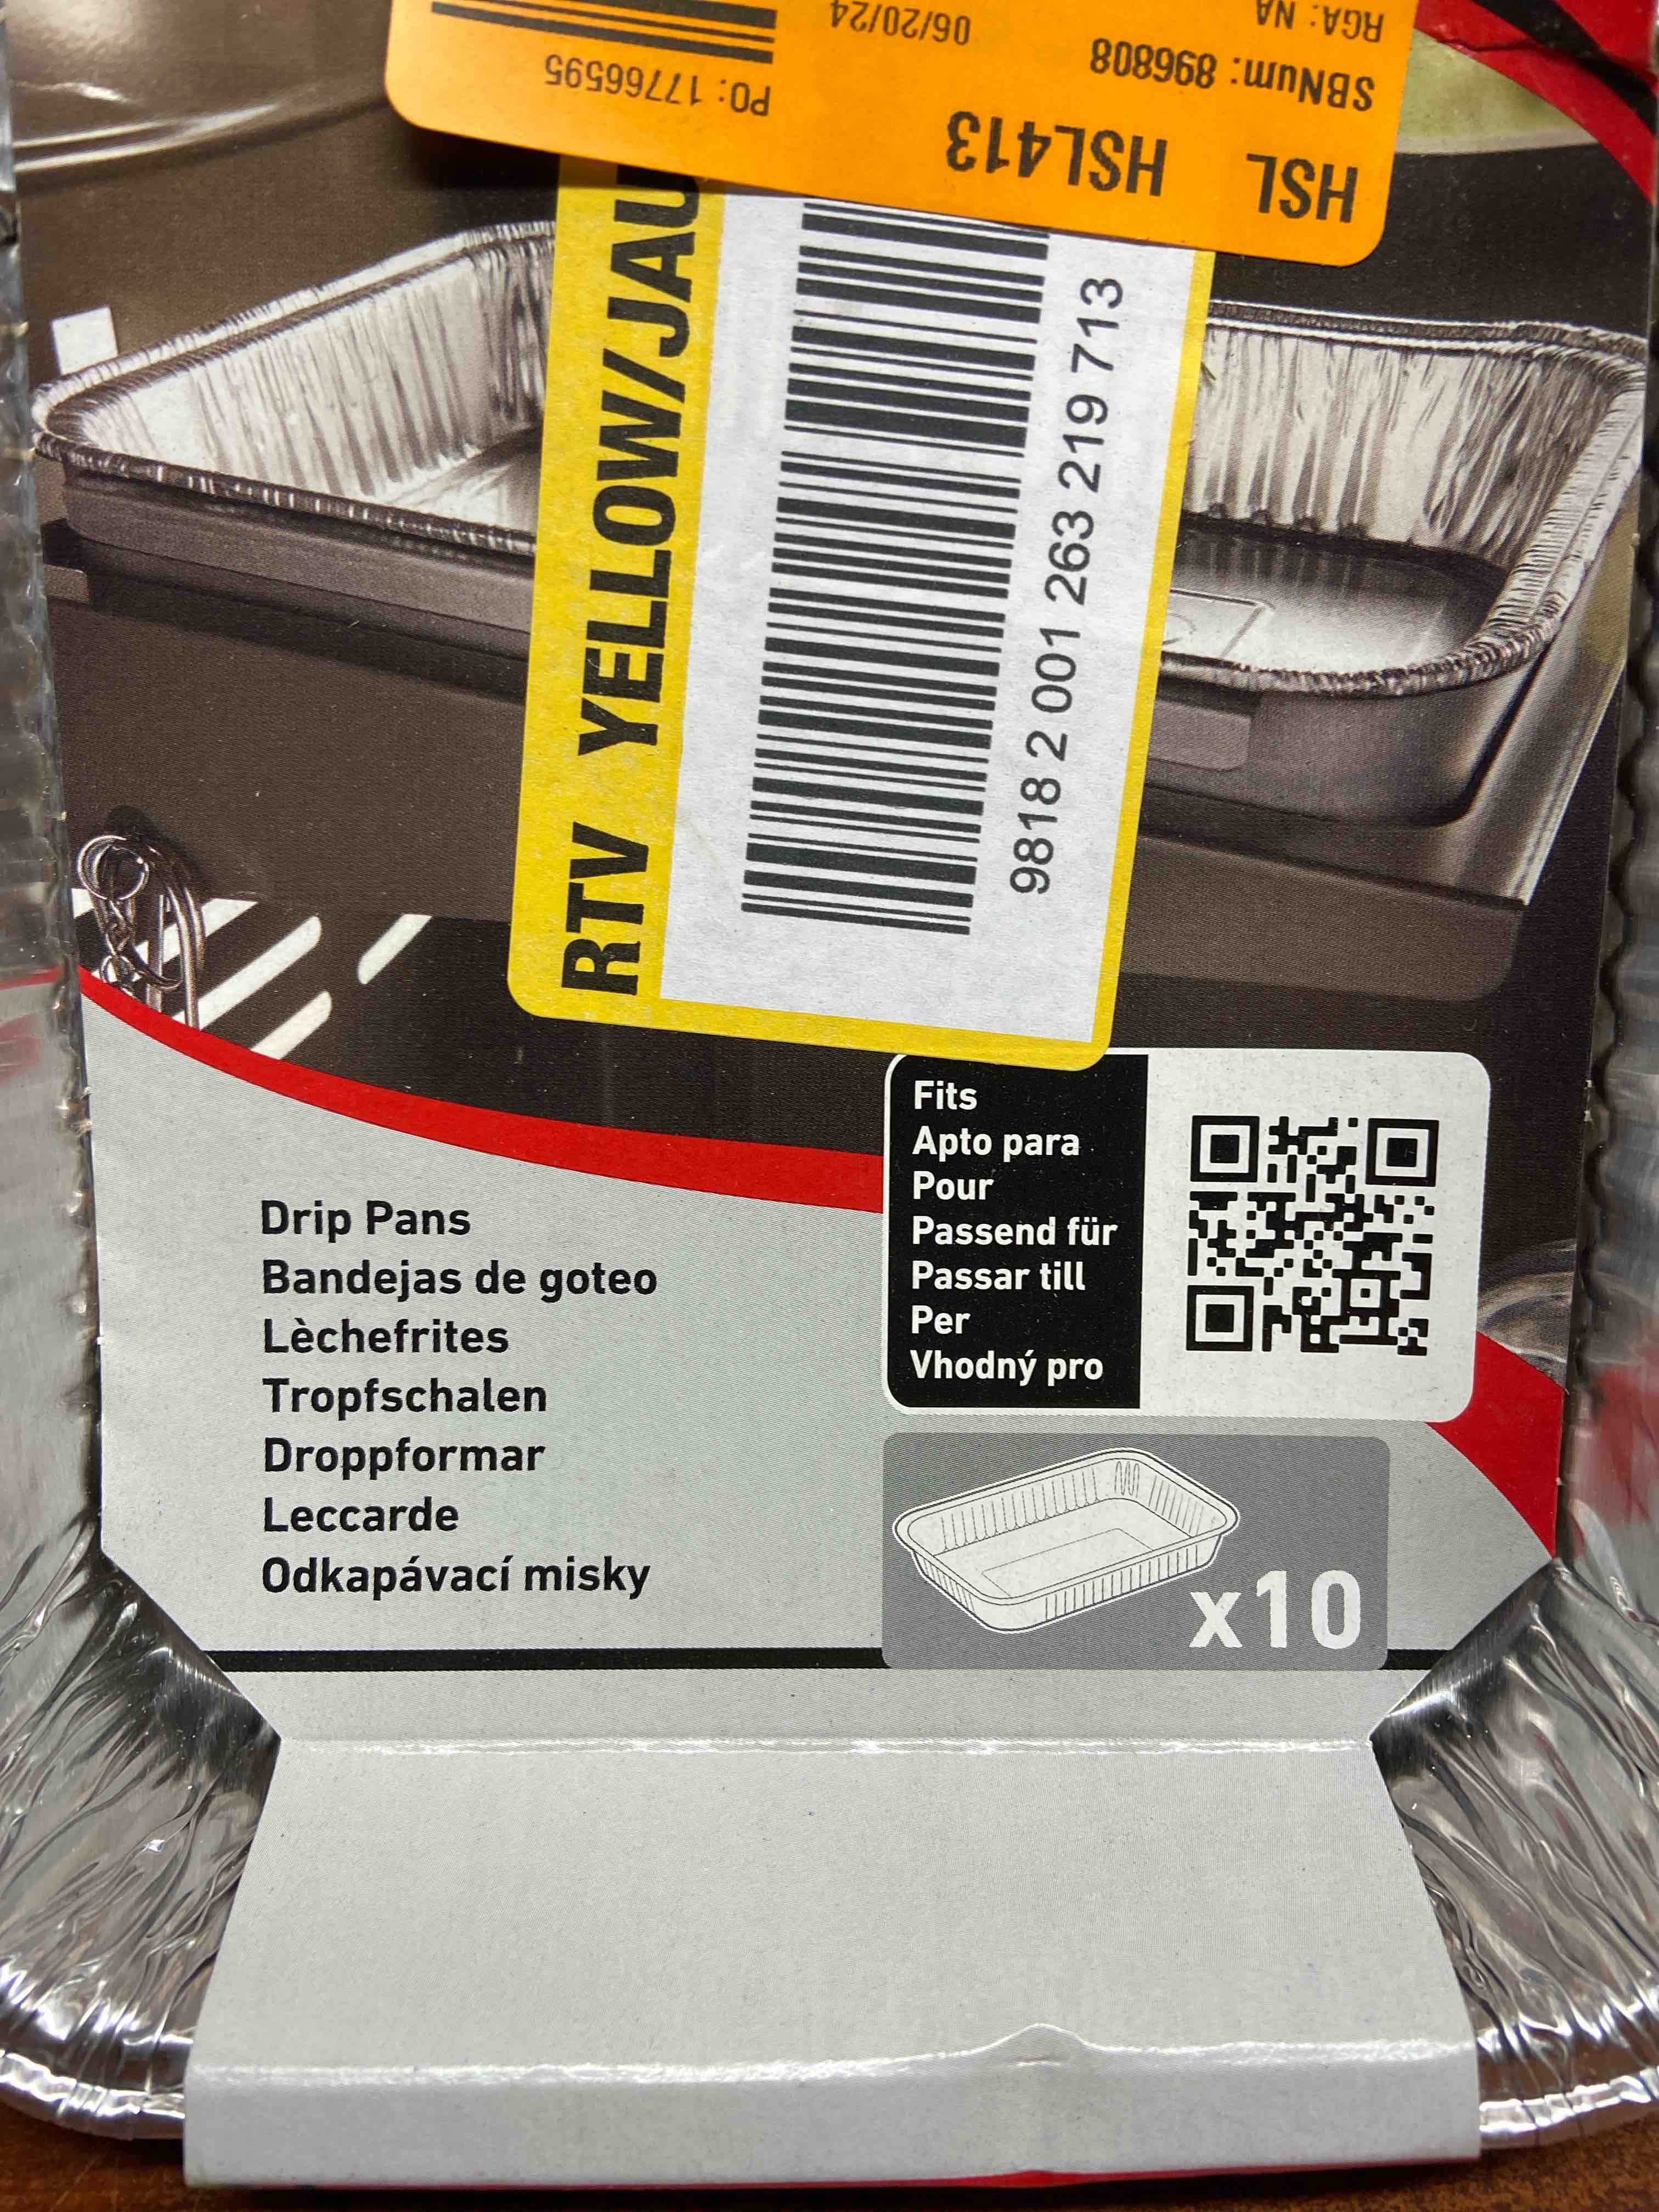 RGA: NA
SBNum: 896808
06/20/24
HSL HSL413
PO: 17766595
RTV YELLOW/JAU
9818 2 001 263 219 713
Fits
Apto para
Pour
Passend für
Passar till
Per
Vhodný pro
Drip Pans
Bandejas de goteo
Lèchefrites
Tropfschalen
Droppformar
Leccarde
Odkapávací misky
x10